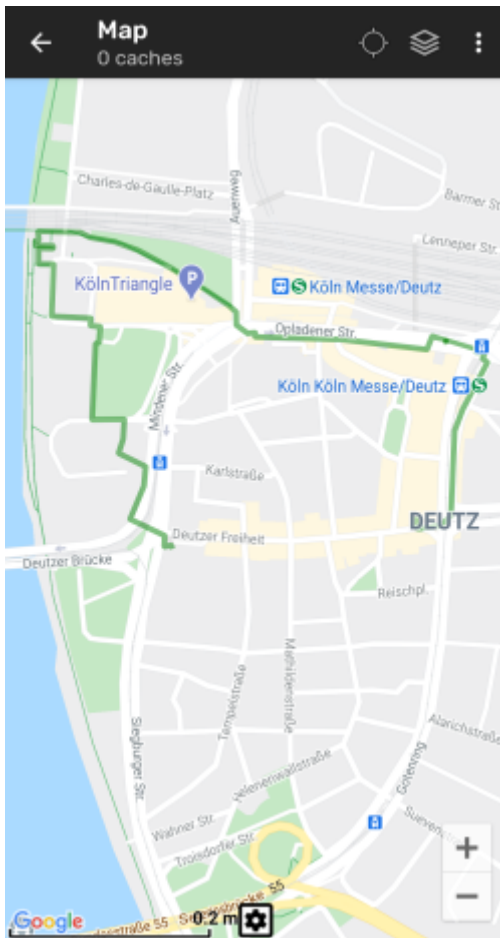 Map
0 caches
Charles-de-Gaulle-Platz
Auenweg
Barmer St
Lenneper Str.
KölnTriangle
P
S Köln Messe/Deutz
Opladener Str.
Köln Köln Messe/Deutz S
Mindener Str.
Karlstraße
DEUTZ
Deutzer Freiheit
Deutzer Brücke
Reischpl.
Mathildenstraße
Tempelstraße
Siegburger Str.
Alarichstraße
Gotenring
Helenenwallstraße
Wahner Str.
Troisdorfer Str.
+
−
Google
0.2 m